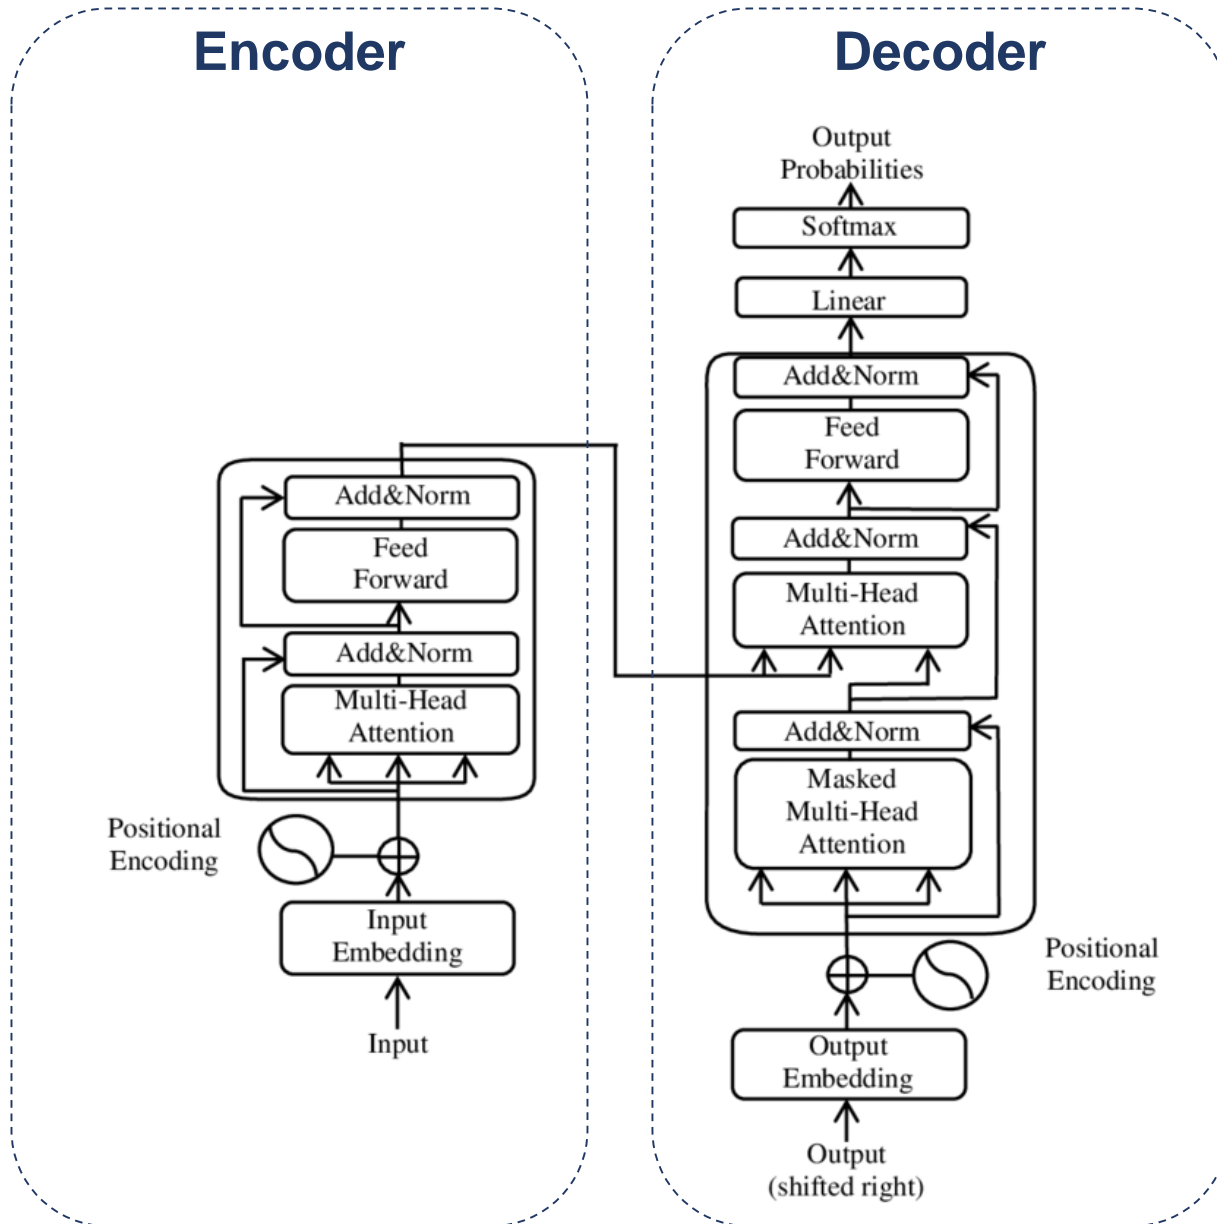 Encoder
Add&Norm
Feed
Forward
Add&Norm
Multi-Head
Attention
Positional
Encoding
Input
Embedding
Input
Decoder
Output
Probabilities
Softmax
Linear
Add&Norm
Feed
Forward
Add&Norm
Multi-Head
Attention
Add&Norm
Masked
Multi-Head
Attention
Positional
Encoding
Output
Embedding
Output
(shifted right)